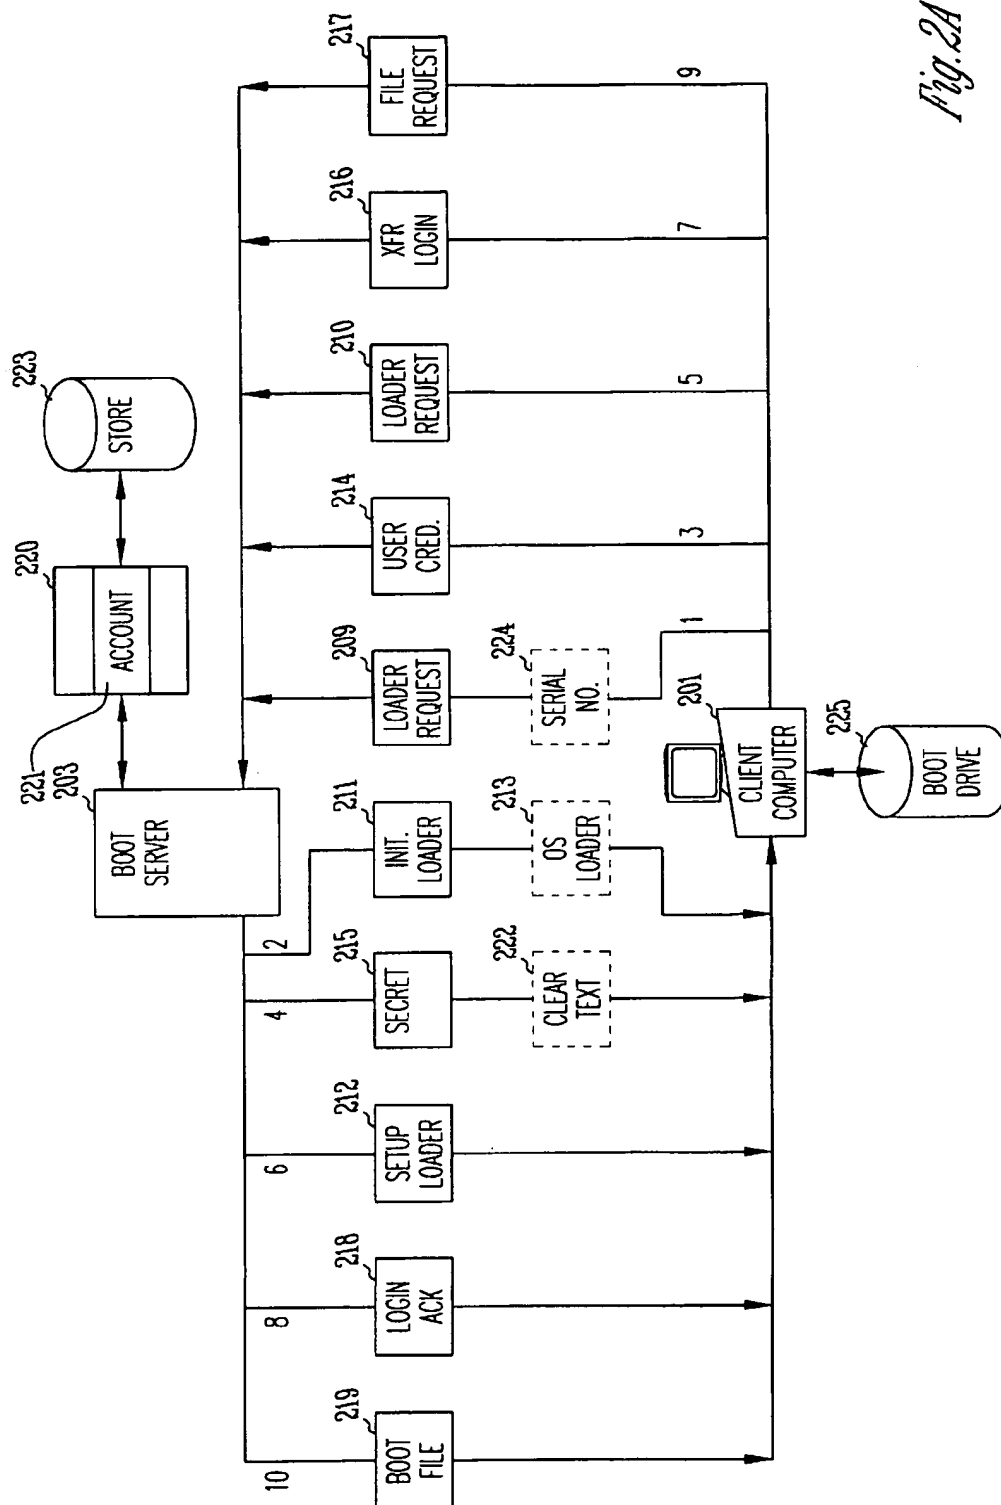 217
FILE
REQUEST
9
216
XFR
LOGIN
7
210
LOADER
REQUEST
5
214
USER
CRED.
3
209
LOADER
REQUEST
224
SERIAL
NO.
1
223
STORE
220
ACCOUNT
221
203
BOOT
SERVER
201
CLIENT
COMPUTER
225
BOOT
DRIVE
2
211
INIT.
LOADER
213
OS
LOADER
4
215
SECRET
222
CLEAR
TEXT
6
212
SETUP
LOADER
8
218
LOGIN
ACK
10
219
BOOT
FILE
Fig. 2A